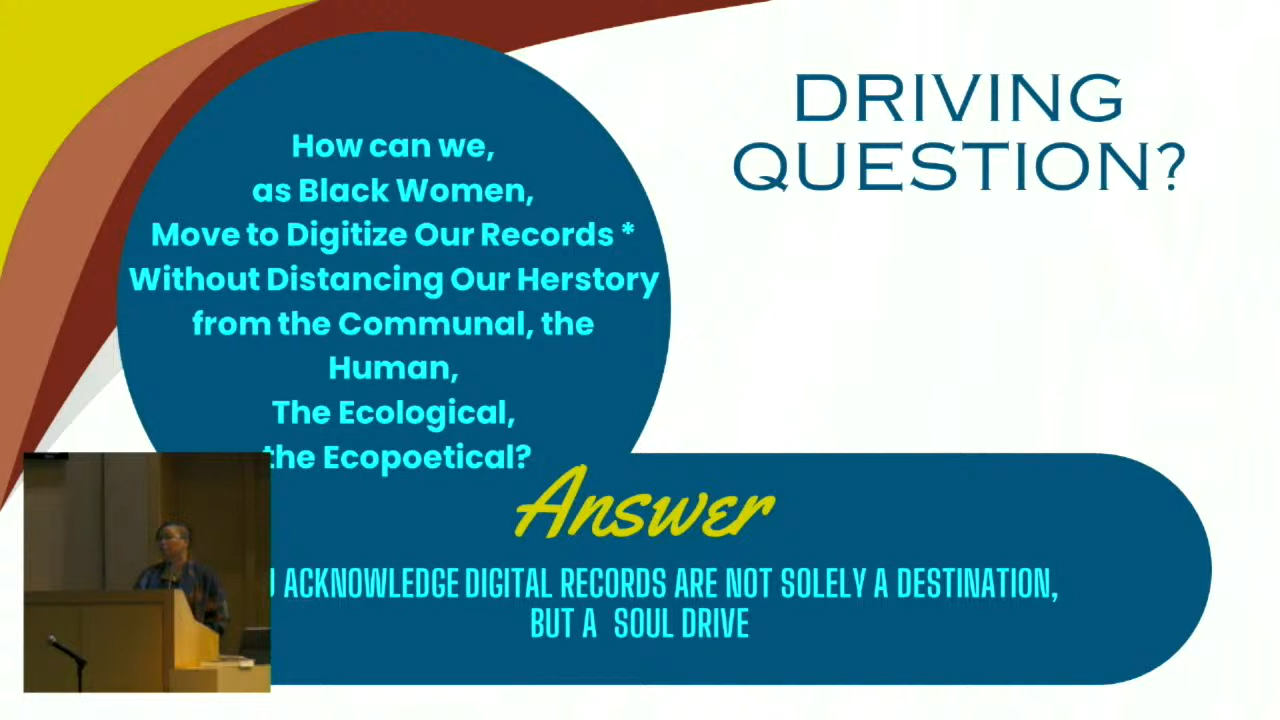 How can we,
as Black Women,
Move to Digitize Our Records *
Without Distancing Our Herstory
from the Communal, the
Human,
The Ecological,
the Ecopoetical?
DRIVING
QUESTION?
Answer
ACKNOWLEDGE DIGITAL RECORDS ARE NOT SOLELY A DESTINATION,
BUT A SOUL DRIVE